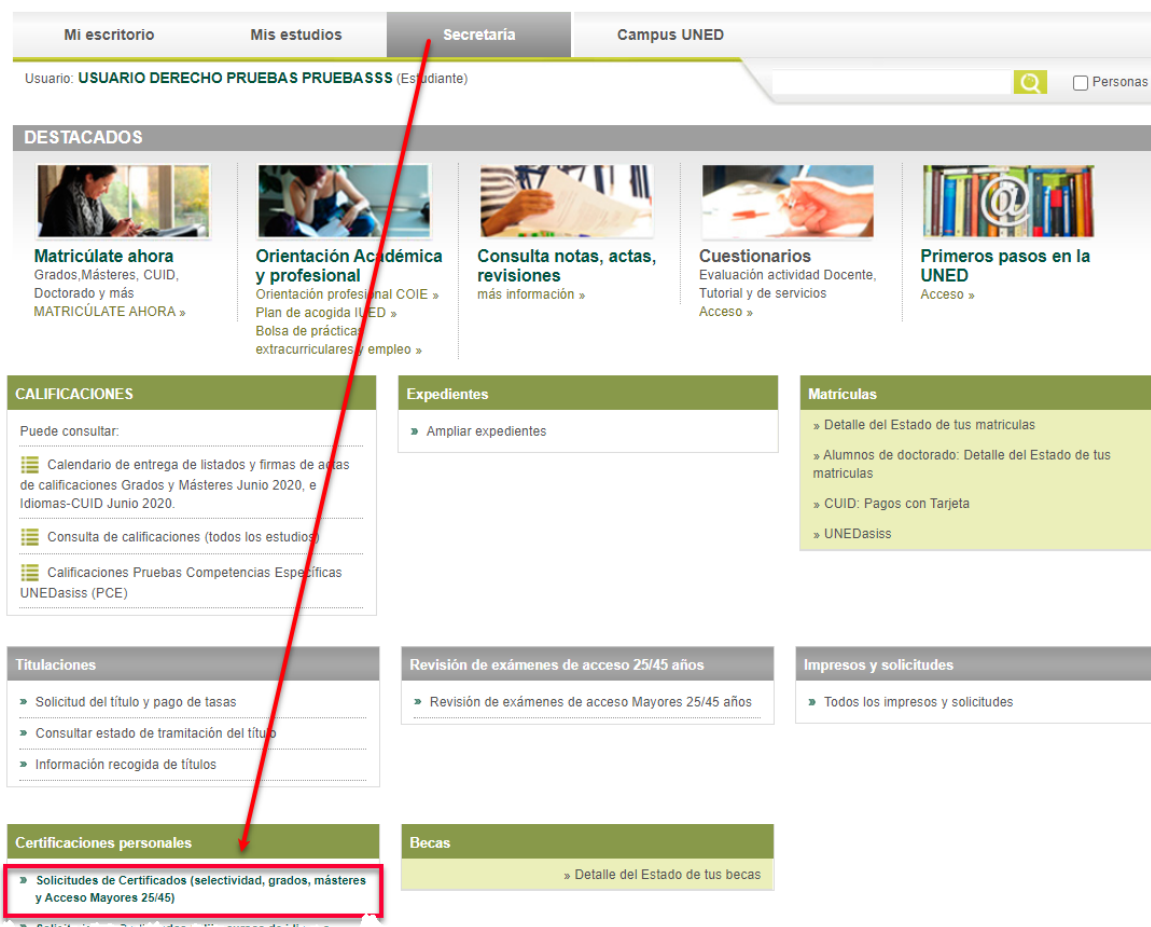 Mi escritorio
Mis estudios
Secretaría
Campus UNED
Usuario: USUARIO DERECHO PRUEBAS PRUEBASSS (Estudiante)
Personas
DESTACADOS
Matricúlate ahora
Grados,Másteres, CUID,
Doctorado y más
MATRICÚLATE AHORA »
Orientación Académica
y profesional
Orientación profesional COIE »
Plan de acogida IUED »
Bolsa de prácticas
extracurriculares y empleo »
Consulta notas, actas,
revisiones
más información »
Cuestionarios
Evaluación actividad Docente,
Tutorial y de servicios
Acceso »
@
Primeros pasos en la
UNED
Acceso »
CALIFICACIONES
Puede consultar:
Calendario de entrega de listados y firmas de actas
de calificaciones Grados y Másteres Junio 2020, e
Idiomas-CUID Junio 2020.
Consulta de calificaciones (todos los estudios)
Calificaciones Pruebas Competencias Específicas
UNEDasiss (PCE)
Expedientes
» Ampliar expedientes
Matrículas
» Detalle del Estado de tus matriculas
» Alumnos de doctorado: Detalle del Estado de tus
matriculas
» CUID: Pagos con Tarjeta
» UNEDasiss
Titulaciones
» Solicitud del título y pago de tasas
» Consultar estado de tramitación del título
» Información recogida de títulos
Revisión de exámenes de acceso 25/45 años
» Revisión de exámenes de acceso Mayores 25/45 años
Impresos y solicitudes
» Todos los impresos y solicitudes
Certificaciones personales
» Solicitudes de Certificados (selectividad, grados, másteres
y Acceso Mayores 25/45)
Becas
» Detalle del Estado de tus becas